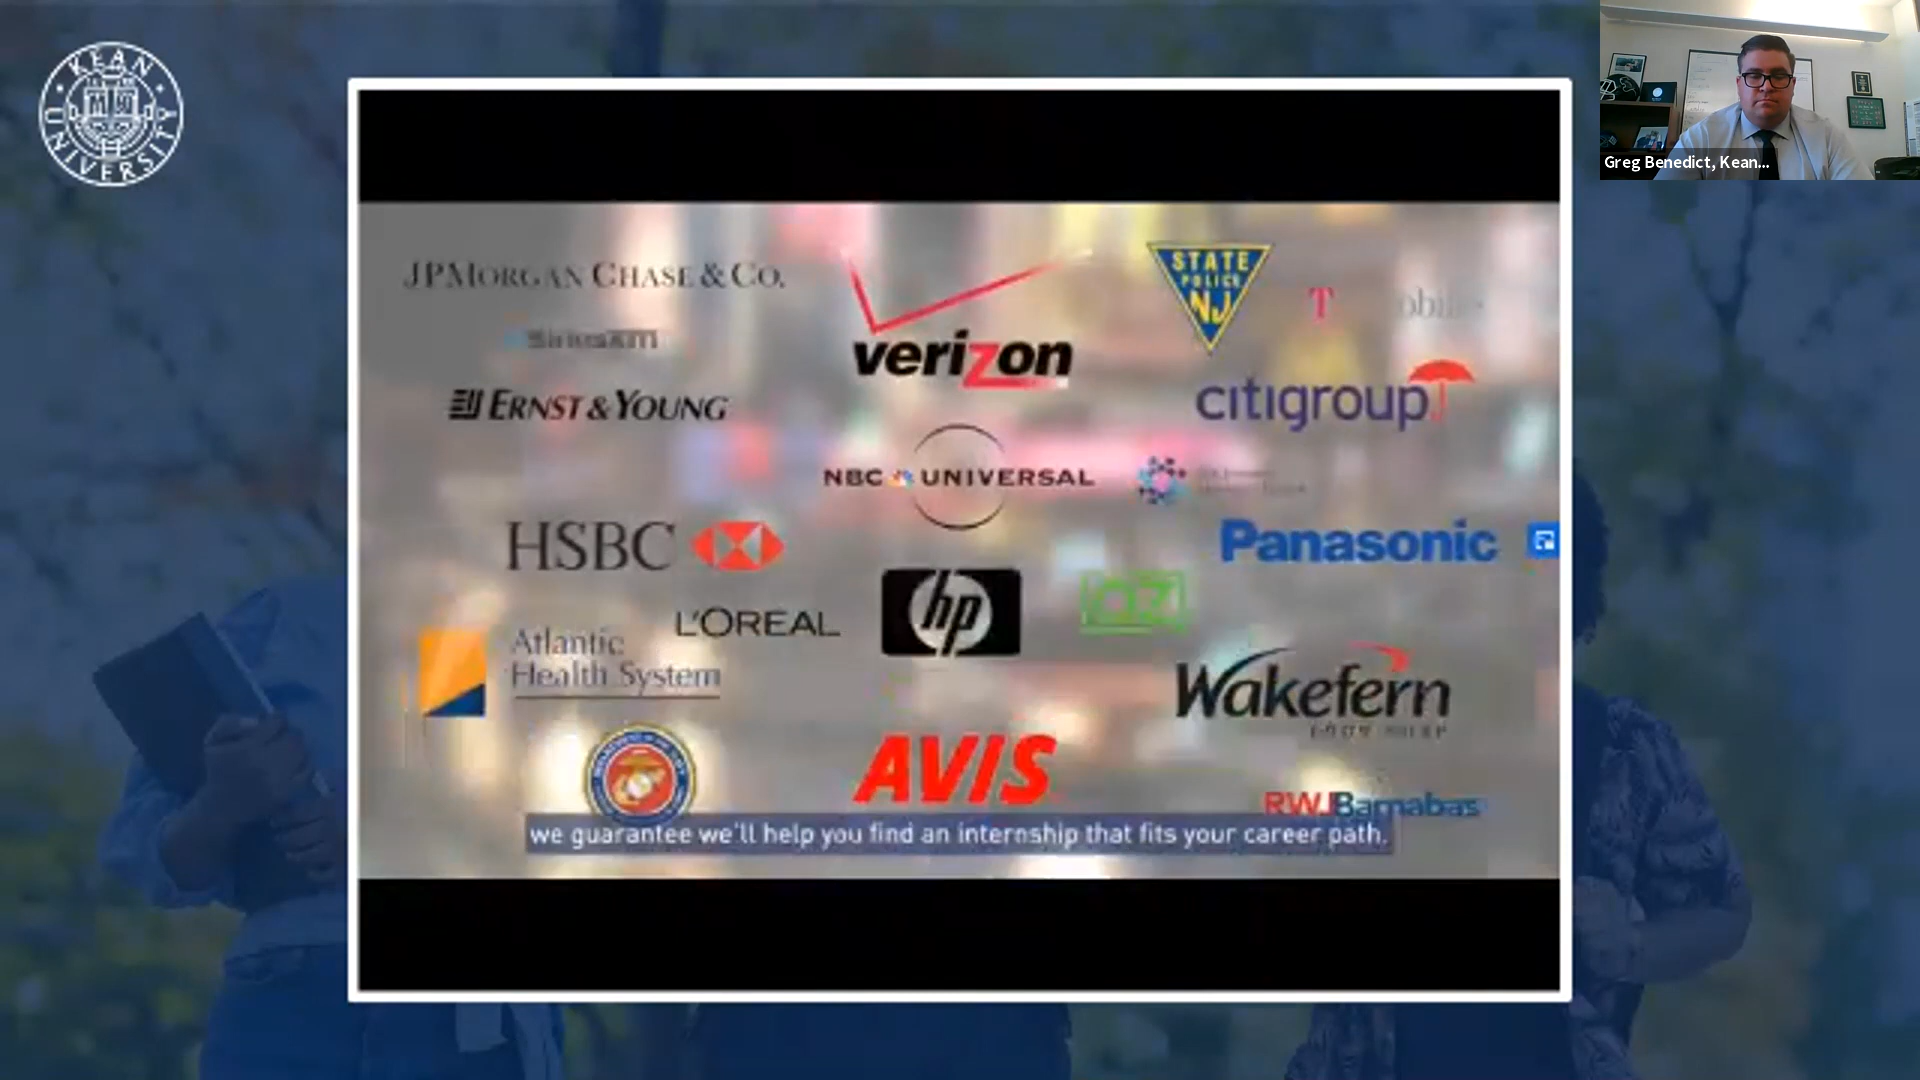 KEAN UNIVERSITY
Greg Benedict, Kean...
JPMORGAN CHASE & CO.
verizon
STATE
POLICE
NJ
T
SiriusXM
ERNST & YOUNG
citigroup
NBC UNIVERSAL
HSBC
Panasonic
L'ORÉAL
hp
Atlantic
Health System
Wakefern
AVIS
RWJBarnabas
we guarantee we'll help you find an internship that fits your career path.